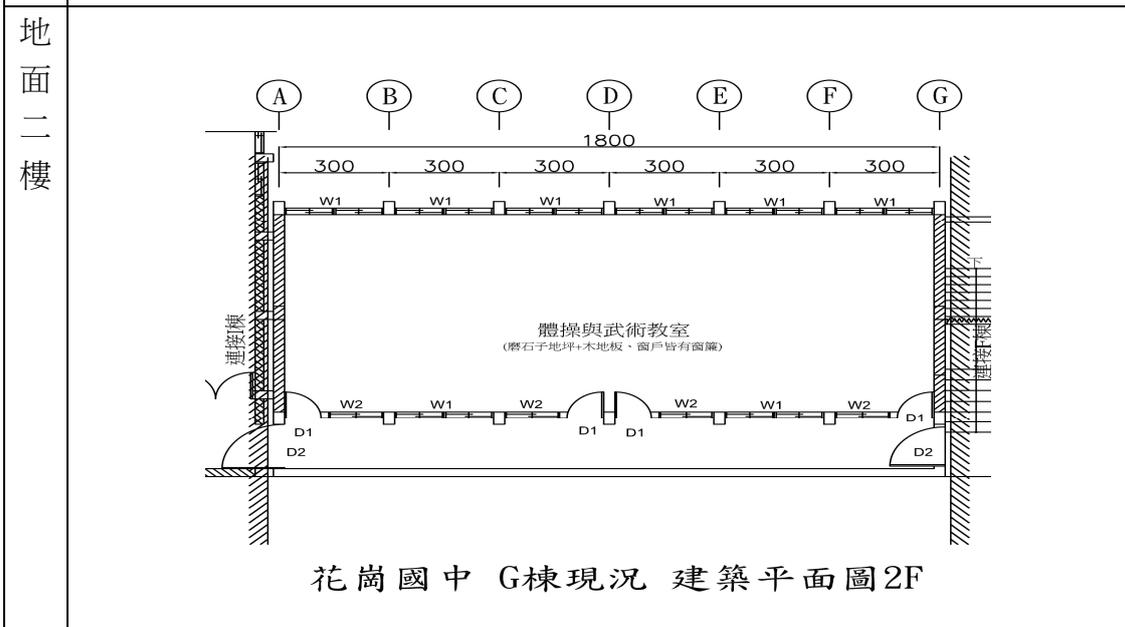 地面二樓
A B C D E F G
1800
300 300 300 300 300 300
W1 W1 W1 W1 W1 W1
下
體操與武術教室
(磨石子地坪+木地板、窗戶皆有窗簾)
連接I棟
連接F棟
W2 W1 W2 W2 W1 W2
D1 D1 D1 D1
D2 D2
花崗國中 G棟現況 建築平面圖2F